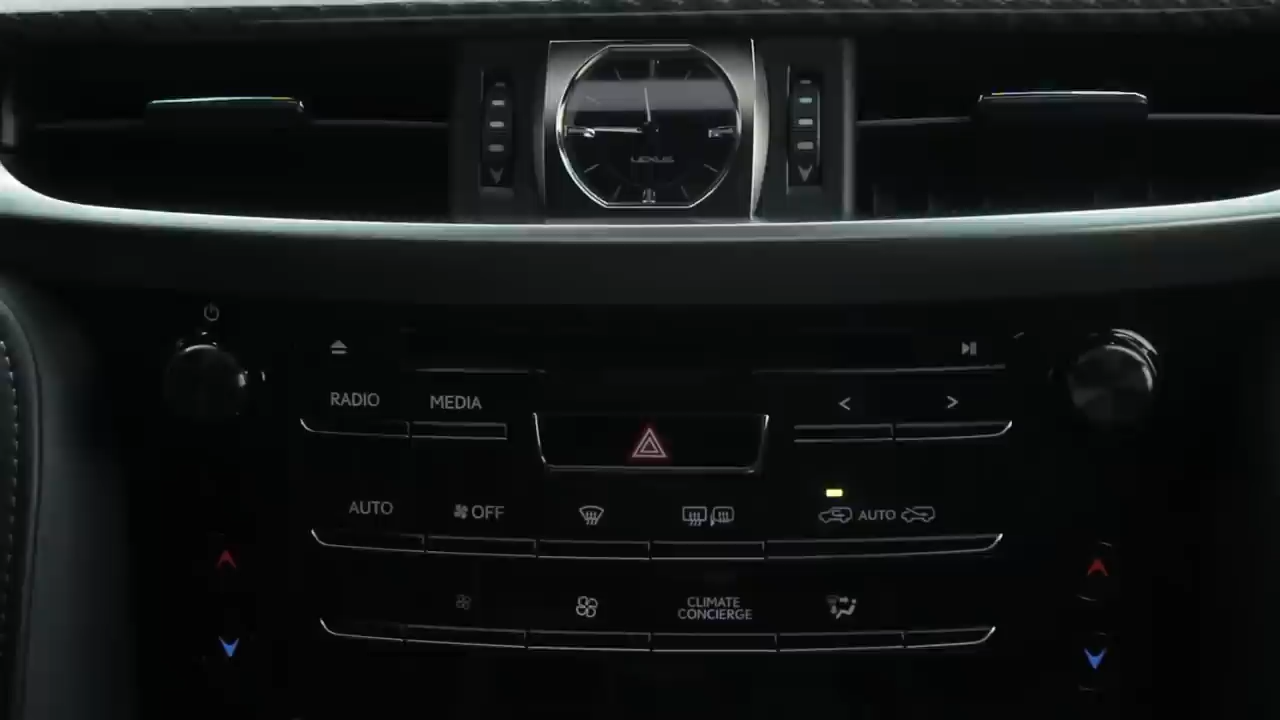 LEXUS
RADIO
MEDIA
<
>
AUTO
OFF
AUTO
CLIMATE
CONCIERGE